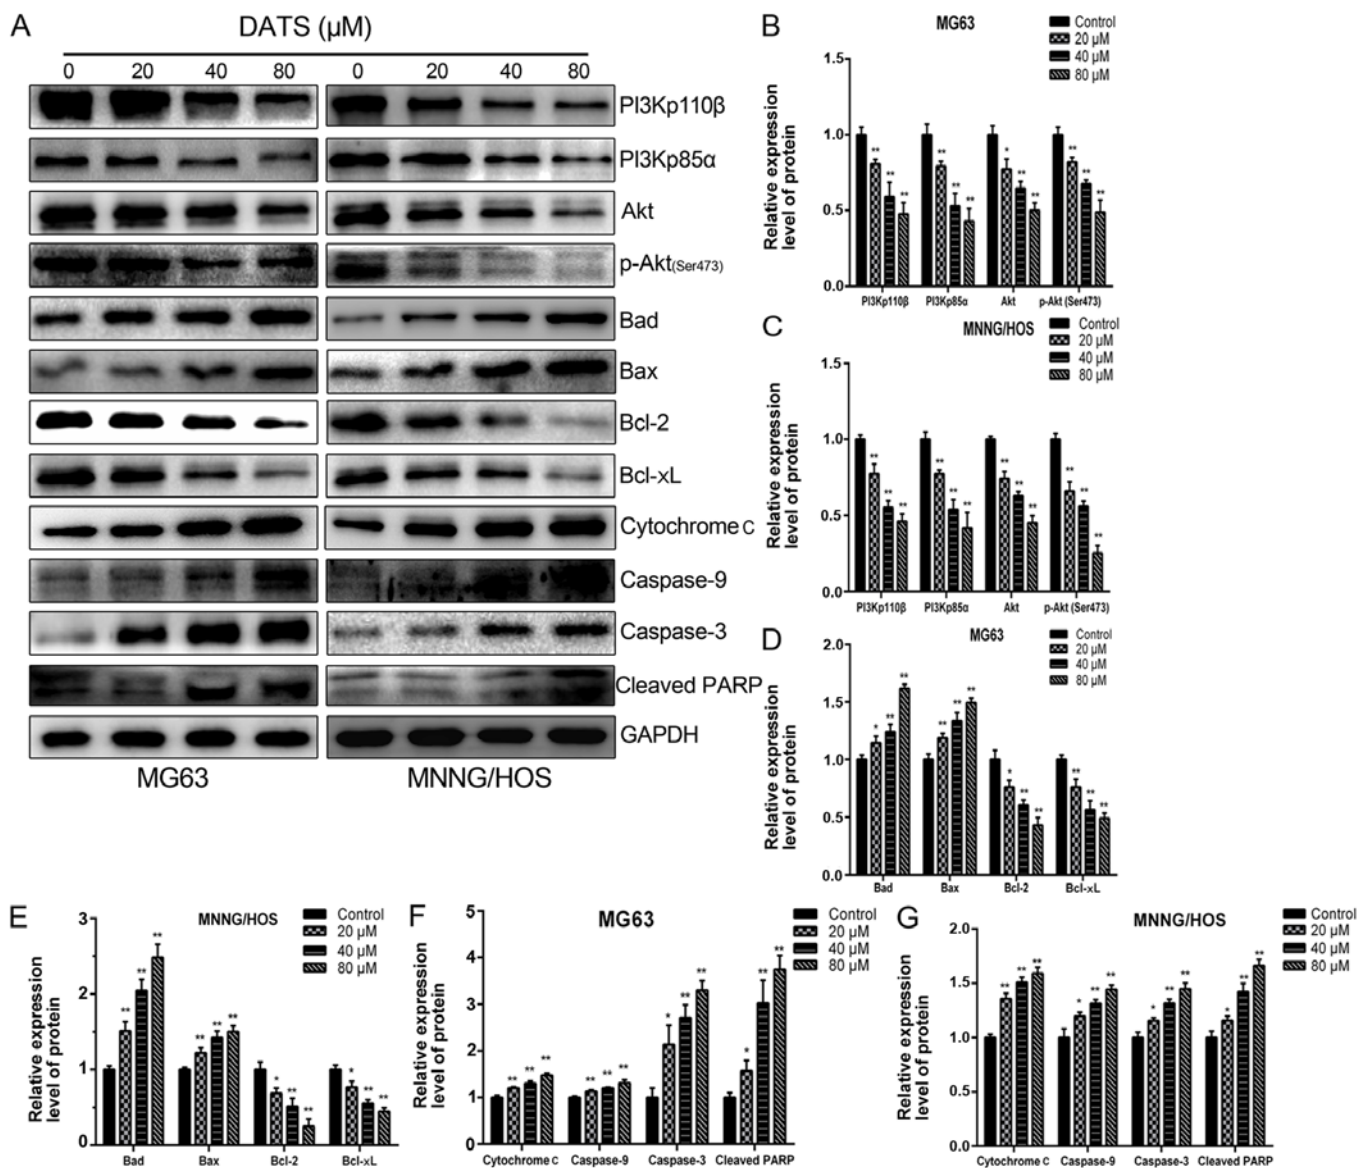 A
DATS (µM)
0 20 40 80 0 20 40 80
PI3Kp110β
PI3Kp85α
Akt
p-Akt(Ser473)
Bad
Bax
Bcl-2
Bcl-xL
Cytochrome C
Caspase-9
Caspase-3
Cleaved PARP
GAPDH
MG63 MNNG/HOS
B
MG63
Control
20 µM
40 µM
80 µM
Relative expression
level of protein
1.5
1.0
0.5
0.0
** ** **
** ** **
* ** **
** ** **
PI3Kp110β PI3Kp85α Akt p-Akt (Ser473)
C
MNNG/HOS
Control
20 µM
40 µM
80 µM
Relative expression
level of protein
1.5
1.0
0.5
0.0
** ** **
** ** **
** ** **
** ** **
PI3Kp110β PI3Kp85α Akt p-Akt (Ser473)
D
MG63
Control
20 µM
40 µM
80 µM
Relative expression
level of protein
2.0
1.5
1.0
0.5
0.0
* ** **
** ** **
* ** **
** ** **
Bad Bax Bcl-2 Bcl-xL
E
MNNG/HOS
Control
20 µM
40 µM
80 µM
Relative expression
level of protein
3
2
1
0
** ** **
** ** **
* ** **
* ** **
Bad Bax Bcl-2 Bcl-xL
F
MG63
Control
20 µM
40 µM
80 µM
Relative expression
level of protein
5
4
3
2
1
0
** ** **
** ** **
* ** **
* ** **
Cytochrome C Caspase-9 Caspase-3 Cleaved PARP
G
MNNG/HOS
Control
20 µM
40 µM
80 µM
Relative expression
level of protein
2.0
1.5
1.0
0.5
0.0
** ** **
* ** **
* ** **
* ** **
Cytochrome C Caspase-9 Caspase-3 Cleaved PARP